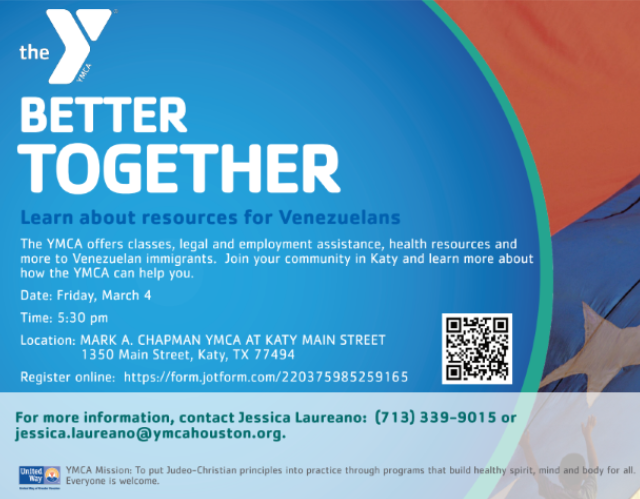 the Y
YMCA
BETTER
TOGETHER
Learn about resources for Venezuelans
The YMCA offers classes, legal and employment assistance, health resources and
more to Venezuelan immigrants. Join your community in Katy and learn more about
how the YMCA can help you.
Date: Friday, March 4
Time: 5:30 pm
Location: MARK A. CHAPMAN YMCA AT KATY MAIN STREET
1350 Main Street, Katy, TX 77494
Register online: https://form.jotform.com/220375985259165
For more information, contact Jessica Laureano: (713) 339-9015 or
jessica.laureano@ymcahouston.org.
United
Way
United Way of Greater Houston
YMCA Mission: To put Judeo-Christian principles into practice through programs that build healthy spirit, mind and body for all.
Everyone is welcome.